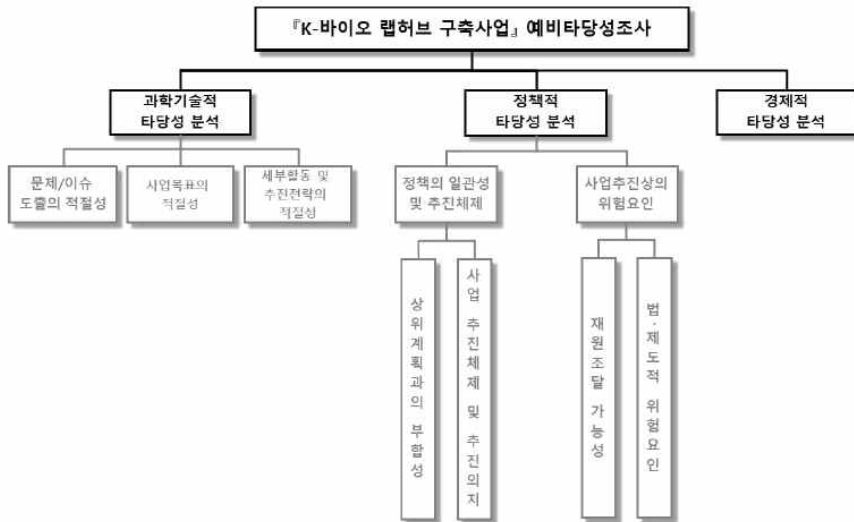 『K-바이오 랩허브 구축사업』 예비타당성조사
과학기술적
타당성 분석
정책적
타당성 분석
경제적
타당성 분석
문제/이슈
도출의 적절성
사업목표의
적절성
세부활동 및
추진전략의
적절성
정책의 일관성
및 추진체제
사업추진상의
위험요인
상위계획과의 부합성
사업 추진체제 및 추진의지
재원조달 가능성
법·제도적 위험요인